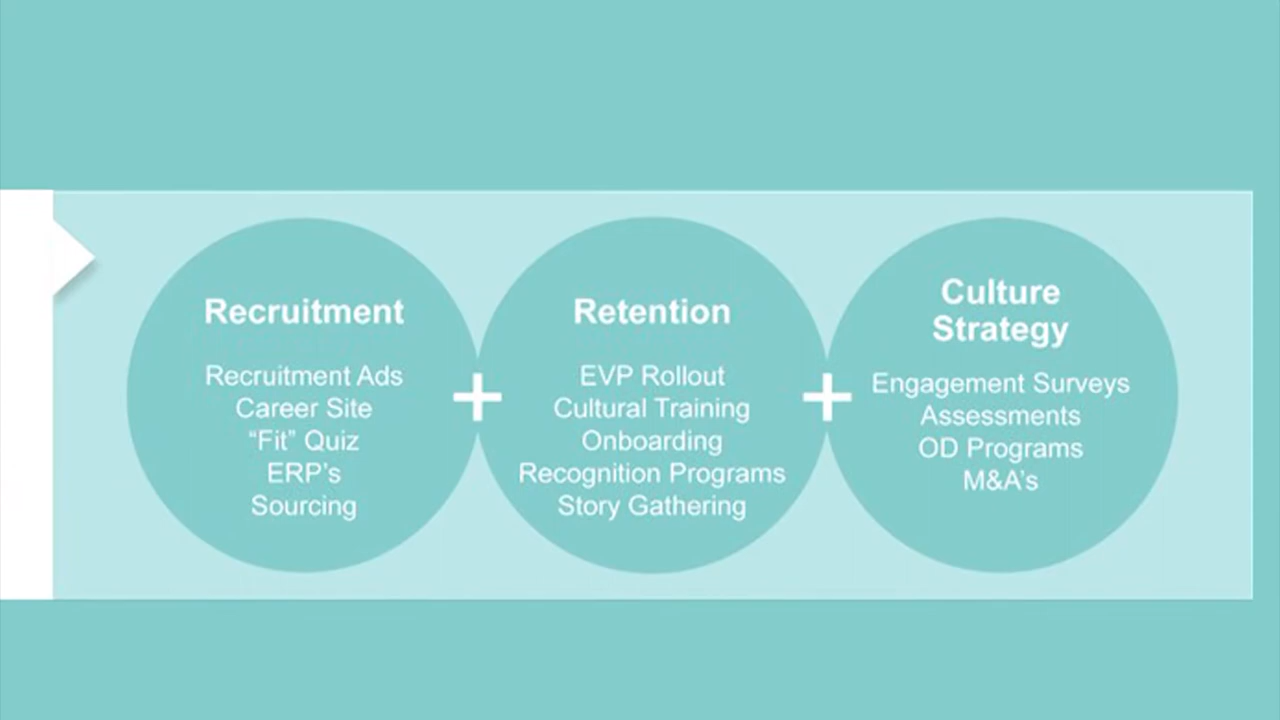 Recruitment
Recruitment Ads
Career Site
“Fit” Quiz
ERP’s
Sourcing
+
Retention
EVP Rollout
Cultural Training
Onboarding
Recognition Programs
Story Gathering
+
Culture
Strategy
Engagement Surveys
Assessments
OD Programs
M&A’s